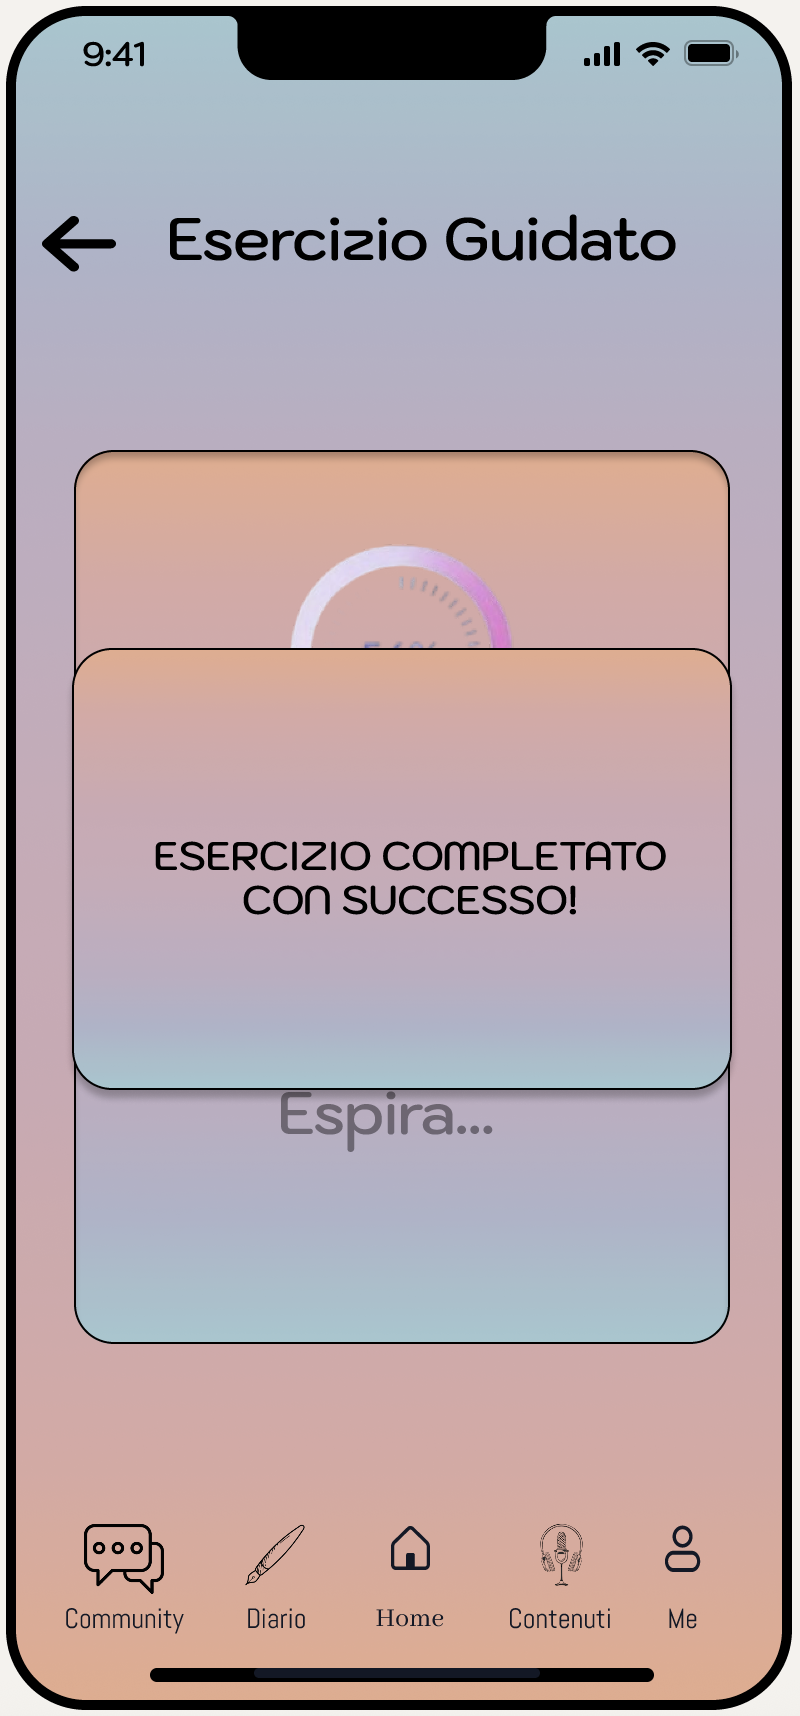 9:41
Esercizio Guidato
ESERCIZIO COMPLETATO
CON SUCCESSO!
Espira...
Community
Diario
Home
Contenuti
Me